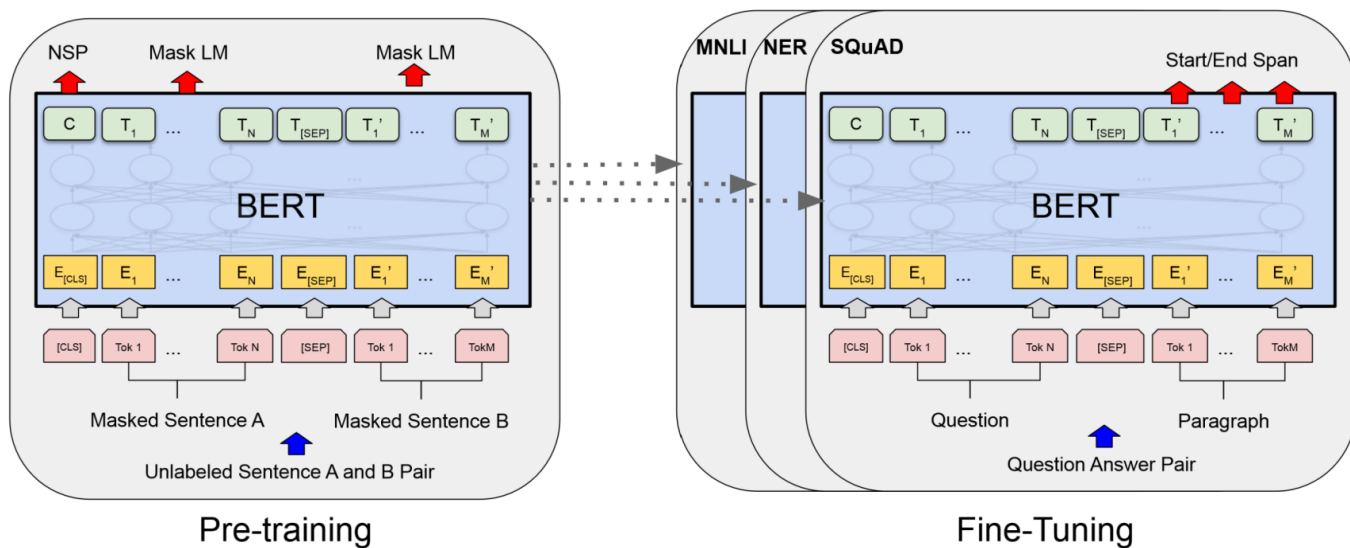 NSP Mask LM Mask LM
C T1 ... TN T[SEP] T1' ... TM'
...
BERT
...
E[CLS] E1 ... EN E[SEP] E1' ... EM'
[CLS] Tok 1 ... Tok N [SEP] Tok 1 ... TokM
Masked Sentence A Masked Sentence B
Unlabeled Sentence A and B Pair
Pre-training
MNLI NER SQuAD
Start/End Span
C T1 ... TN T[SEP] T1' ... TM'
...
BERT
...
E[CLS] E1 ... EN E[SEP] E1' ... EM'
[CLS] Tok 1 ... Tok N [SEP] Tok 1 ... TokM
Question Paragraph
Question Answer Pair
Fine-Tuning